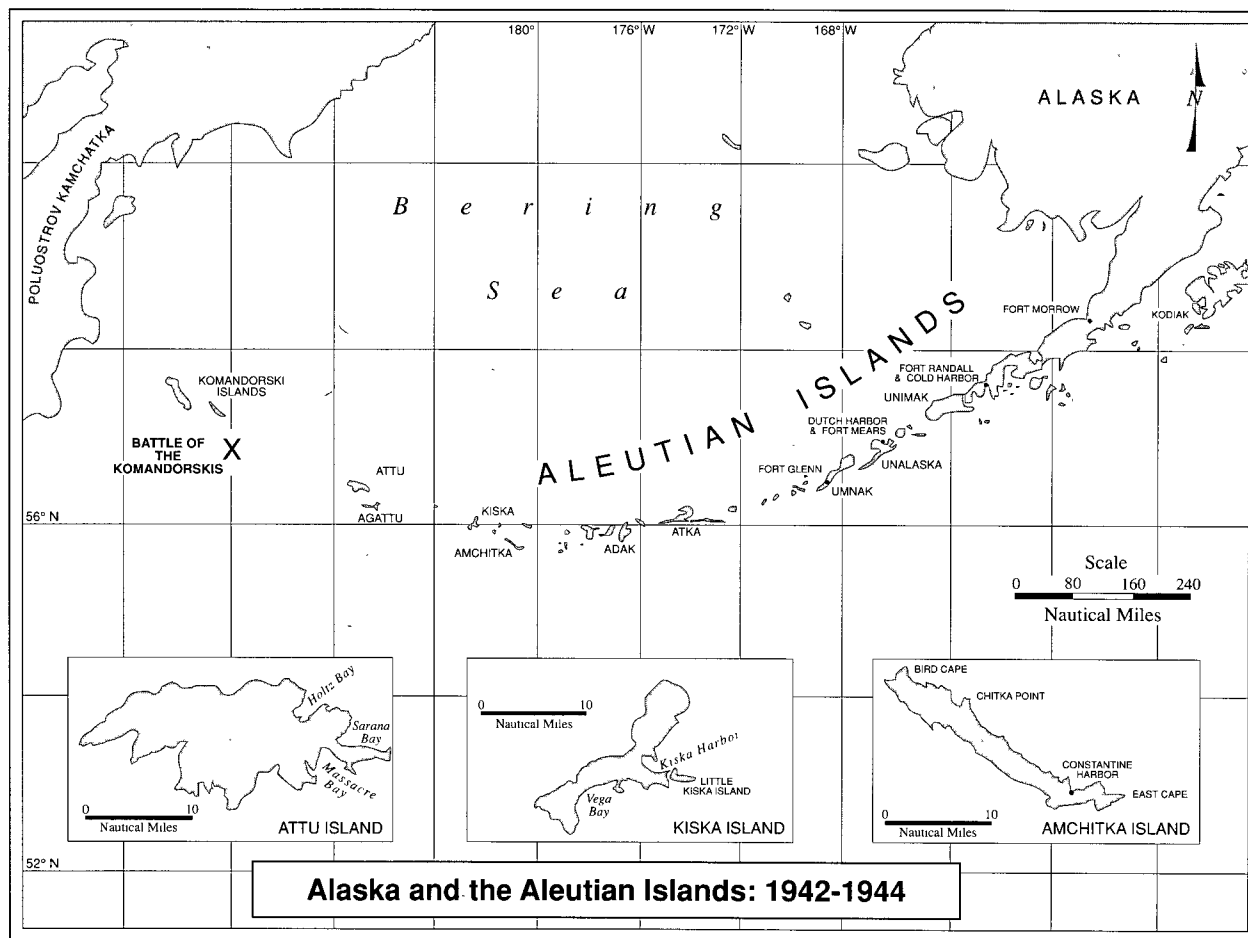 180°
176° W
172° W
168° W
ALASKA
N
POLUOSTROV KAMCHATKA
Bering
Sea
ALEUTIAN ISLANDS
FORT MORROW
KODIAK
FORT RANDALL
& COLD HARBOR
UNIMAK
KOMANDORSKI
ISLANDS
BATTLE OF
THE
KOMANDORSKIS
X
DUTCH HARBOR
& FORT MEARS
UNALASKA
FORT GLENN
UMNAK
ATTU
AGATTU
KISKA
AMCHITKA
ADAK
ATKA
56° N
Scale
0 80 160 240
Nautical Miles
Holtz Bay
Sarana
Bay
Massacre
Bay
0 10
Nautical Miles
ATTU ISLAND
0 10
Nautical Miles
Kiska Harbor
LITTLE
KISKA ISLAND
Vega
Bay
KISKA ISLAND
BIRD CAPE
CHITKA POINT
CONSTANTINE
HARBOR
EAST CAPE
0 10
Nautical Miles
AMCHITKA ISLAND
52° N
Alaska and the Aleutian Islands: 1942-1944